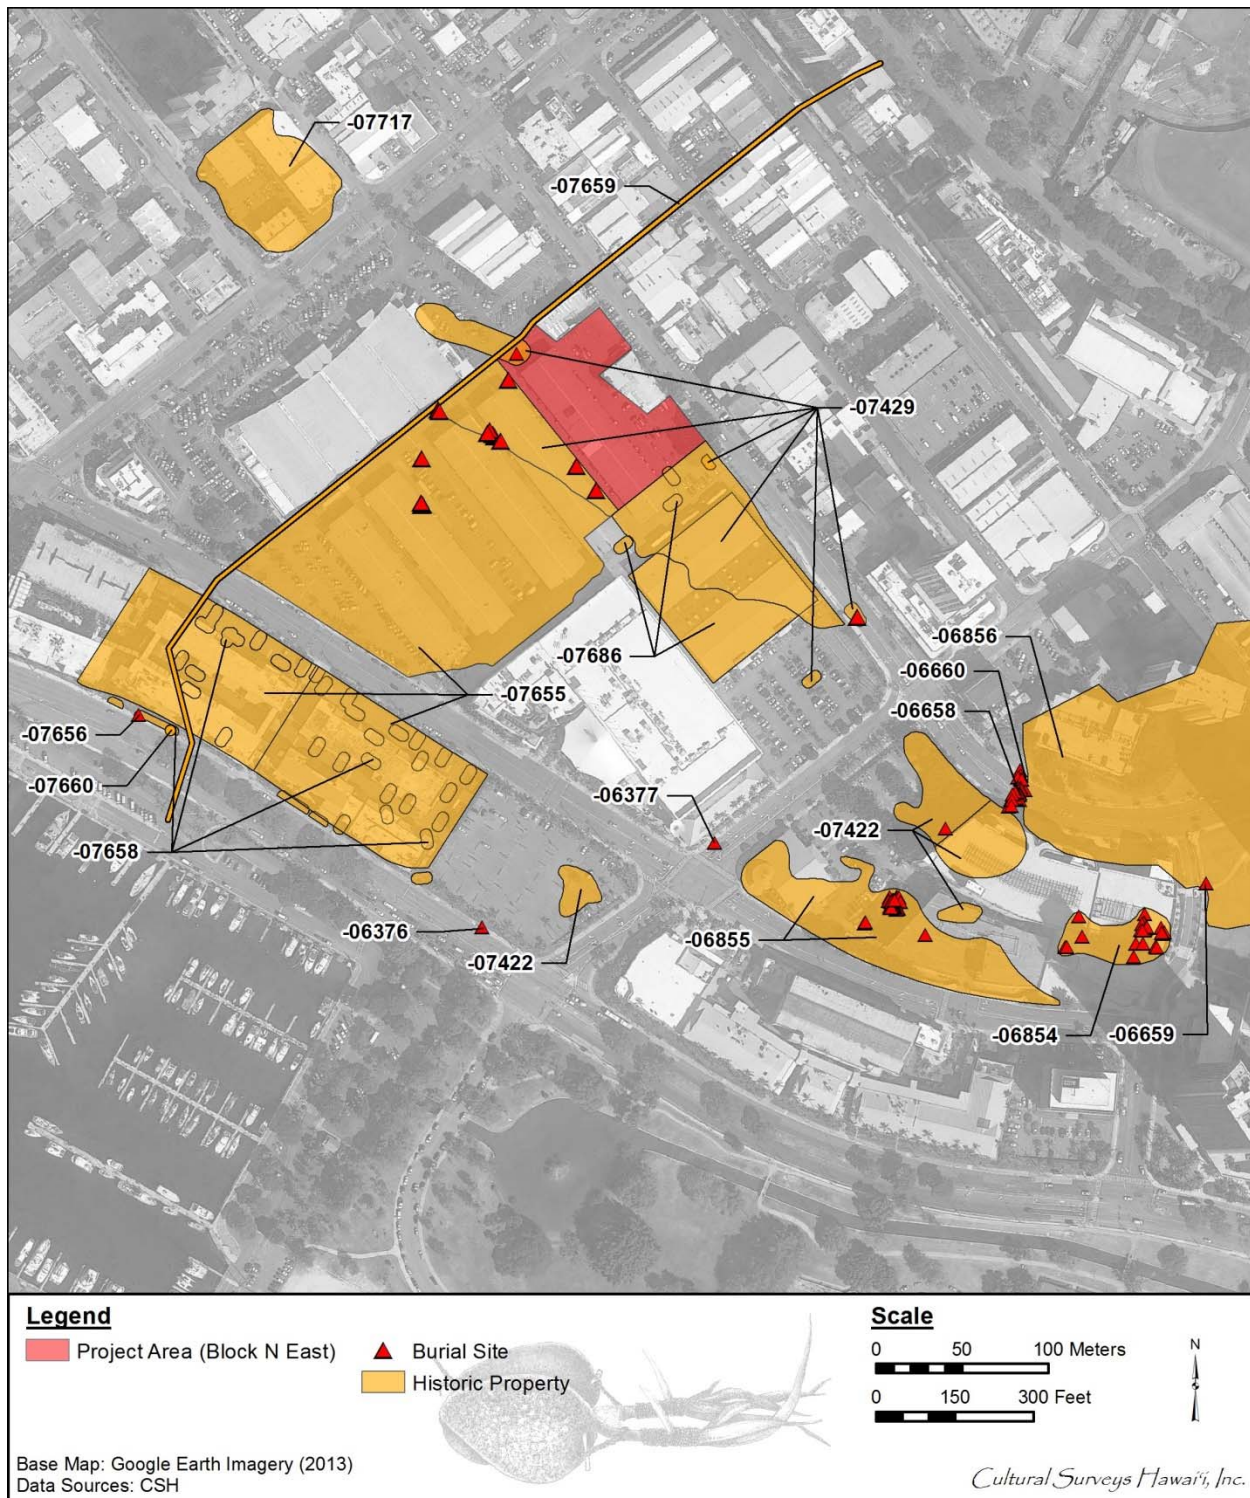 -07717
-07659
-07429
-06856
-06660
-07686
-06658
-07655
-07656
-07660
-06377
-07422
-07658
-06376
-07422
-06855
-06854
-06659
Legend
Project Area (Block N East)
Burial Site
Historic Property
Scale
0 50 100 Meters
0 150 300 Feet
N
Base Map: Google Earth Imagery (2013)
Data Sources: CSH
Cultural Surveys Hawai‘i, Inc.